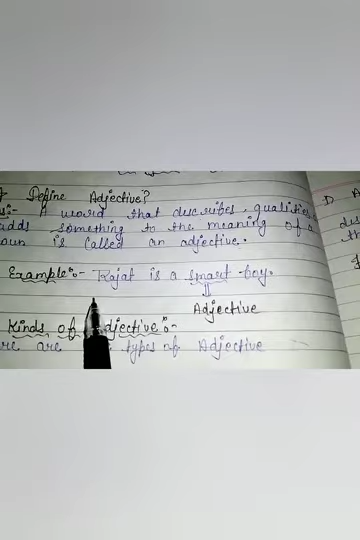 Define Adjective?
A word that describes, qualifies
adds something to the meaning of a
noun is called an adjective.
Example:- Rajat is a smart boy.
Adjective
Kinds of Adjective:-
are types of Adjective